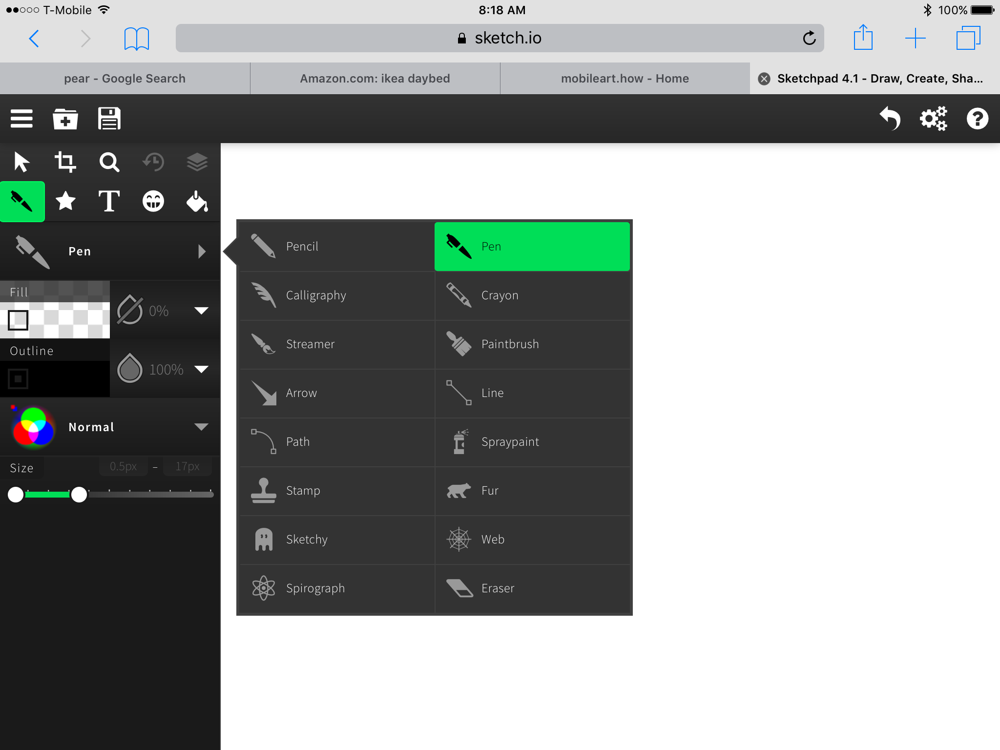 T-Mobile 8:18 AM 100%
sketch.io
pear - Google Search Amazon.com: ikea daybed mobileart.how - Home Sketchpad 4.1 - Draw, Create, Sha...
T
Pen
Fill
0%
Outline
100%
Normal
Size 0.5px – 17px
Pencil Pen
Calligraphy Crayon
Streamer Paintbrush
Arrow Line
Path Spraypaint
Stamp Fur
Sketchy Web
Spirograph Eraser